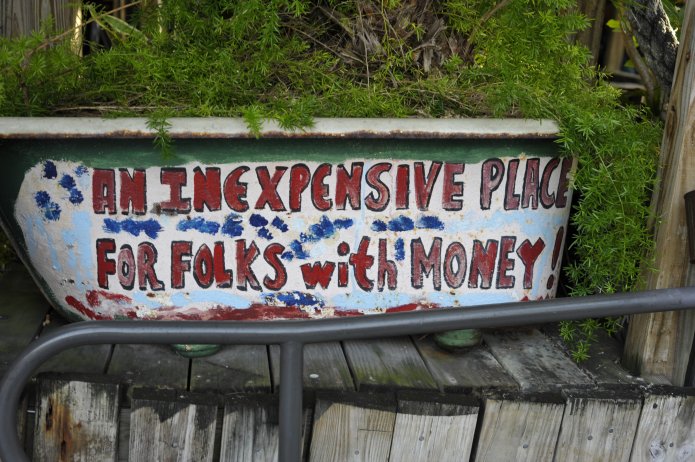 AN INEXPENSIVE PLACE
FOR FOLKS with MONEY!